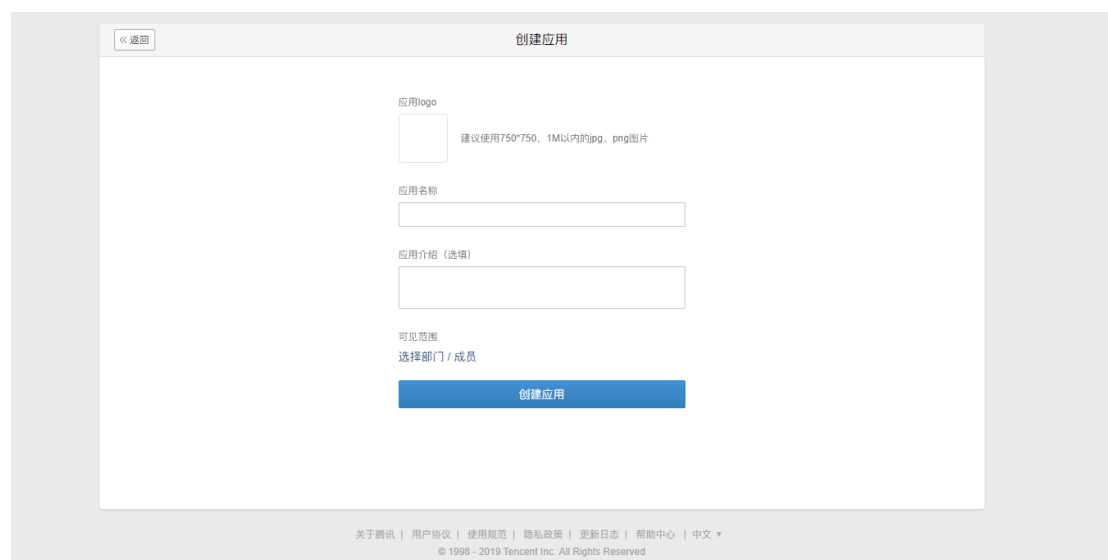 返回
创建应用
应用logo
建议使用750*750，1M以内的jpg、png图片
应用名称
应用介绍（选填）
可见范围
选择部门 / 成员
创建应用
关于腾讯 | 用户协议 | 使用规范 | 隐私政策 | 更新日志 | 帮助中心 | 中文
© 1998 - 2019 Tencent Inc. All Rights Reserved